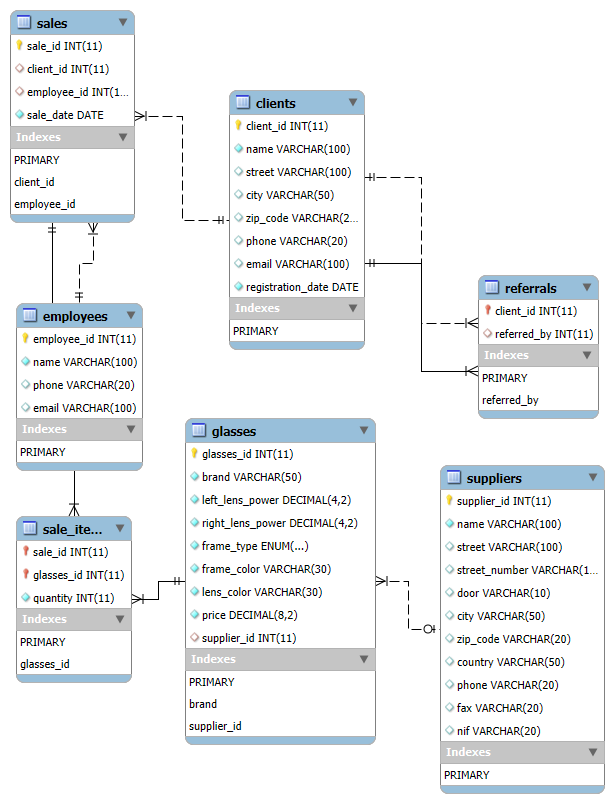 sales
sale_id INT(11)
client_id INT(11)
employee_id INT(1...
sale_date DATE
Indexes
PRIMARY
client_id
employee_id
clients
client_id INT(11)
name VARCHAR(100)
street VARCHAR(100)
city VARCHAR(50)
zip_code VARCHAR(2...
phone VARCHAR(20)
email VARCHAR(100)
registration_date DATE
Indexes
PRIMARY
referrals
client_id INT(11)
referred_by INT(11)
Indexes
PRIMARY
referred_by
employees
employee_id INT(11)
name VARCHAR(100)
phone VARCHAR(20)
email VARCHAR(100)
Indexes
PRIMARY
glasses
glasses_id INT(11)
brand VARCHAR(50)
left_lens_power DECIMAL(4,2)
right_lens_power DECIMAL(4,2)
frame_type ENUM(...)
frame_color VARCHAR(30)
lens_color VARCHAR(30)
price DECIMAL(8,2)
supplier_id INT(11)
Indexes
PRIMARY
brand
supplier_id
suppliers
supplier_id INT(11)
name VARCHAR(100)
street VARCHAR(100)
street_number VARCHAR(1...
door VARCHAR(10)
city VARCHAR(50)
zip_code VARCHAR(20)
country VARCHAR(50)
phone VARCHAR(20)
fax VARCHAR(20)
nif VARCHAR(20)
Indexes
PRIMARY
sale_ite...
sale_id INT(11)
glasses_id INT(11)
quantity INT(11)
Indexes
PRIMARY
glasses_id